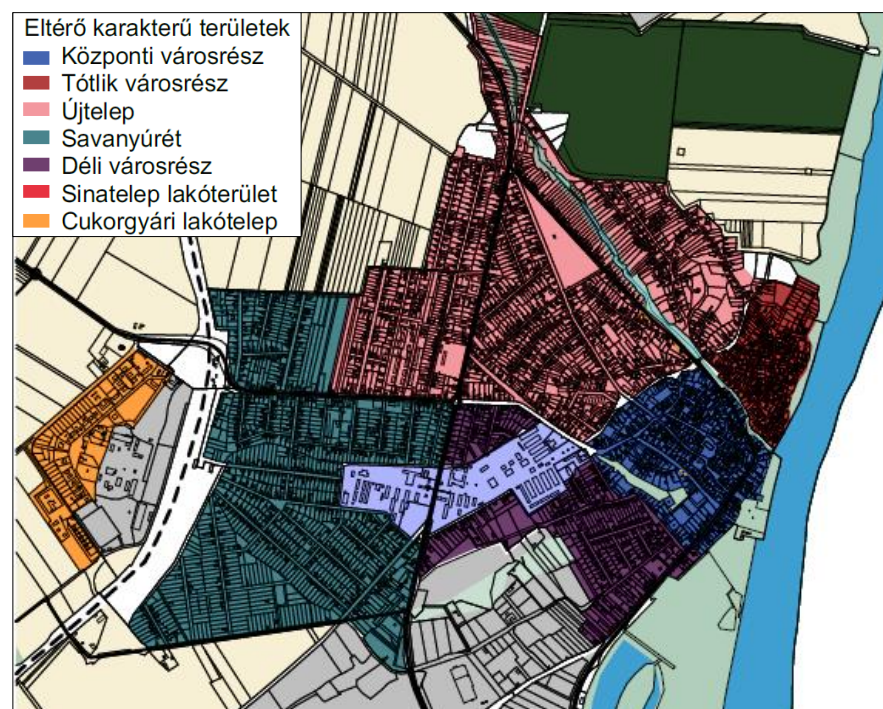 Eltérő karakterű területek
Központi városrész
Tótlik városrész
Újtelep
Savanyúrét
Déli városrész
Sinatelep lakóterület
Cukorgyári lakótelep